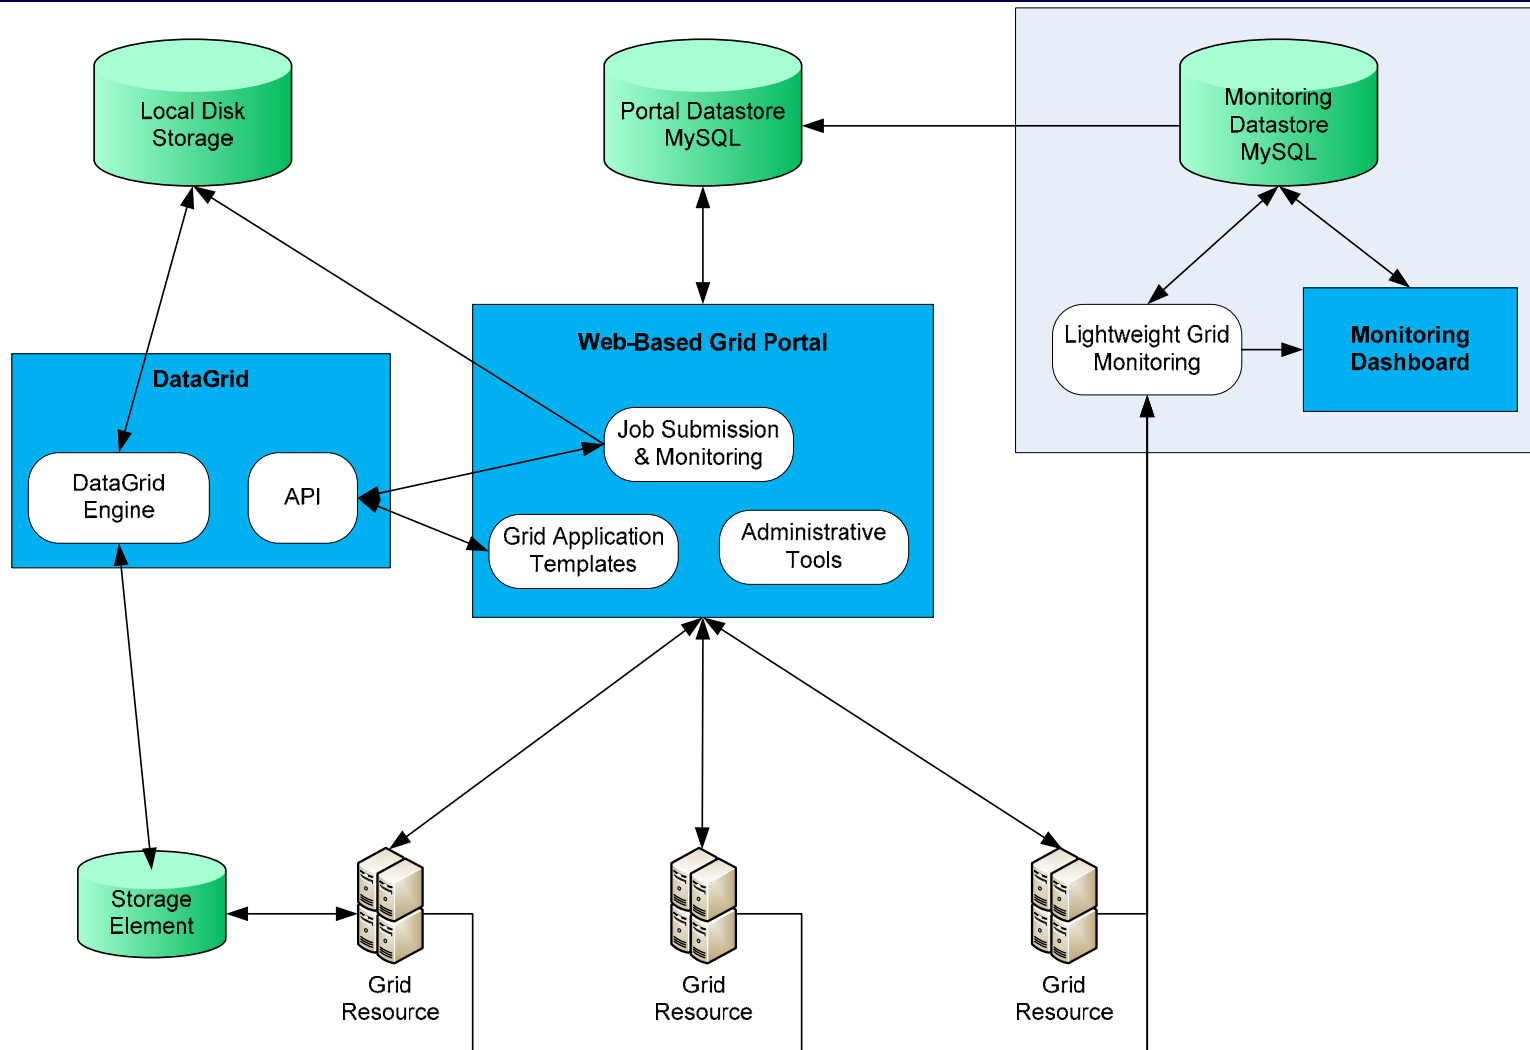 Local Disk
Storage
Portal Datastore
MySQL
Monitoring
Datastore
MySQL
Web-Based Grid Portal
Lightweight Grid
Monitoring
Monitoring
Dashboard
DataGrid
Job Submission
& Monitoring
DataGrid
Engine
API
Grid Application
Templates
Administrative
Tools
Storage
Element
Grid
Resource
Grid
Resource
Grid
Resource